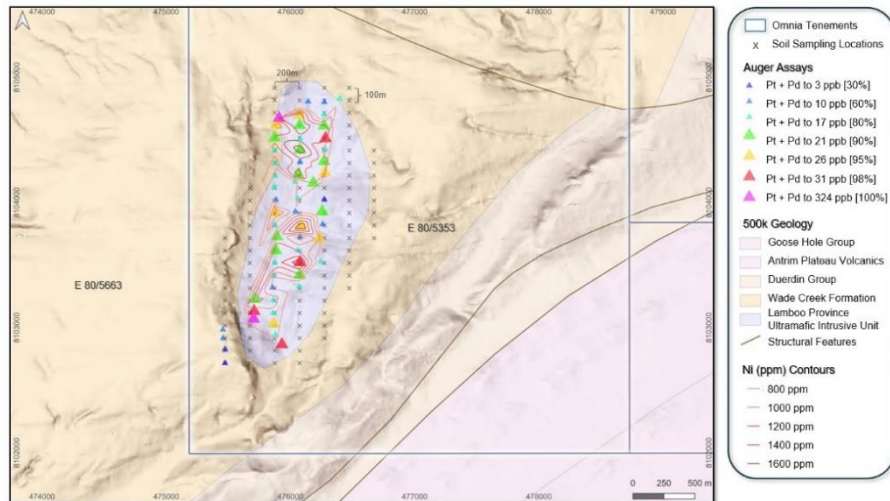 474000
475000
476000
477000
478000
479000
8105000
8105000
200m
100m
8104000
8104000
E 80/5353
E 80/5663
8103000
8103000
8102000
8102000
0 250 500 m
474000
475000
476000
477000
478000
Omnia Tenements
x Soil Sampling Locations
Auger Assays
Pt + Pd to 3 ppb [30%]
Pt + Pd to 10 ppb [60%]
Pt + Pd to 17 ppb [80%]
Pt + Pd to 21 ppb [90%]
Pt + Pd to 26 ppb [95%]
Pt + Pd to 31 ppb [98%]
Pt + Pd to 324 ppb [100%]
500k Geology
Goose Hole Group
Antrim Plateau Volcanics
Duerdin Group
Wade Creek Formation
Lamboo Province
Ultramafic Intrusive Unit
Structural Features
Ni (ppm) Contours
800 ppm
1000 ppm
1200 ppm
1400 ppm
1600 ppm